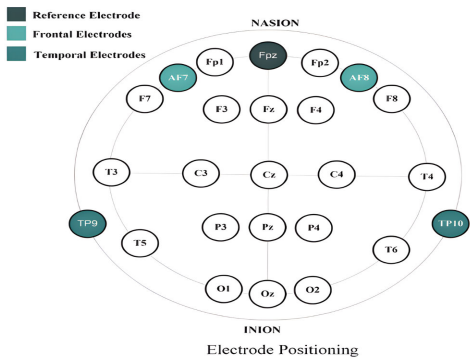 Reference Electrode
Frontal Electrodes
Temporal Electrodes
NASION
Fp1 Fpz Fp2
AF7 AF8
F7 F3 Fz F4 F8
T3 C3 Cz C4 T4
TP9 TP10
T5 P3 Pz P4 T6
O1 Oz O2
INION
Electrode Positioning